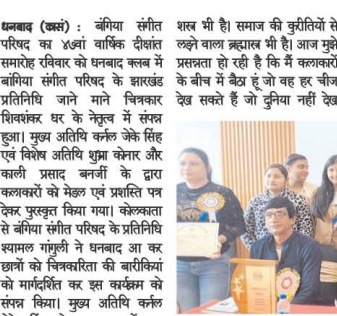 धनबाद (कासं) : बंगिया संगीत
परिषद का ४७वां वार्षिक दीक्षांत
समारोह रविवार को धनबाद क्लब में
बांगिया संगीत परिषद के झारखंड
प्रतिनिधि जाने माने चित्रकार
शिवशंकर धर के नेतृत्व में संपन्न
हुआ। मुख्य अतिथि कर्नल जेके सिंह
एवं विशेष अतिथि शुभ्रा कोनार और
काली प्रसाद बनर्जी के द्वारा
कलाकारों को मेडल एवं प्रशस्ति पत्र
देकर पुरस्कृत किया गया। कोलकाता
से बंगिया संगीत परिषद के प्रतिनिधि
श्यामल गांगुली ने धनबाद आ कर
छात्रों को चित्रकारिता की बारीकियां
को मार्गदर्शित कर इस कार्यक्रम को
संपन्न किया। मुख्य अतिथि कर्नल
शस्त्र भी है। समाज की कुरीतियों से
लड़ने वाला ब्रह्मास्त्र भी है। आज मुझे
प्रसन्नता हो रही है कि मैं कलाकारों
के बीच में बैठा हूं जो वह हर चीज
देख सकते हैं जो दुनिया नहीं देख